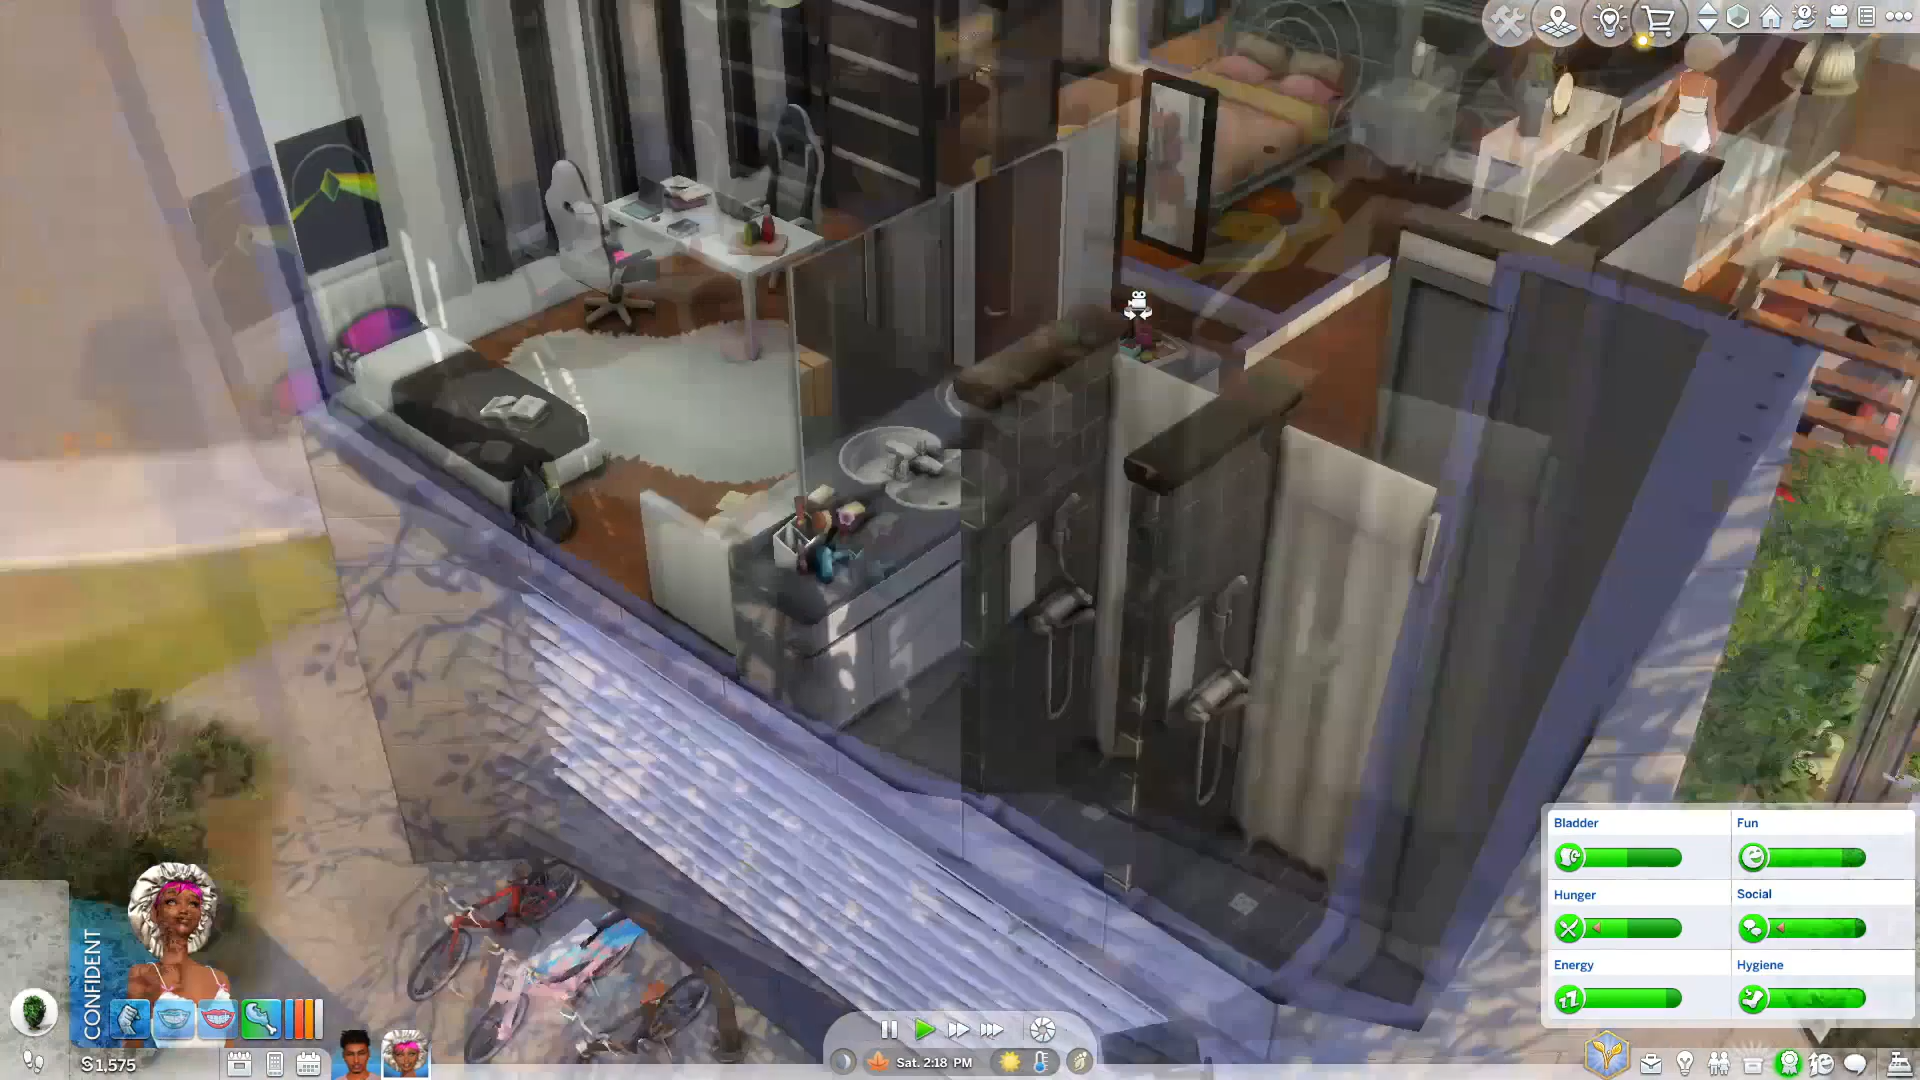 Bladder
Fun
Hunger
Social
Energy
Hygiene
CONFIDENT
§1,575
Sat. 2:18 PM